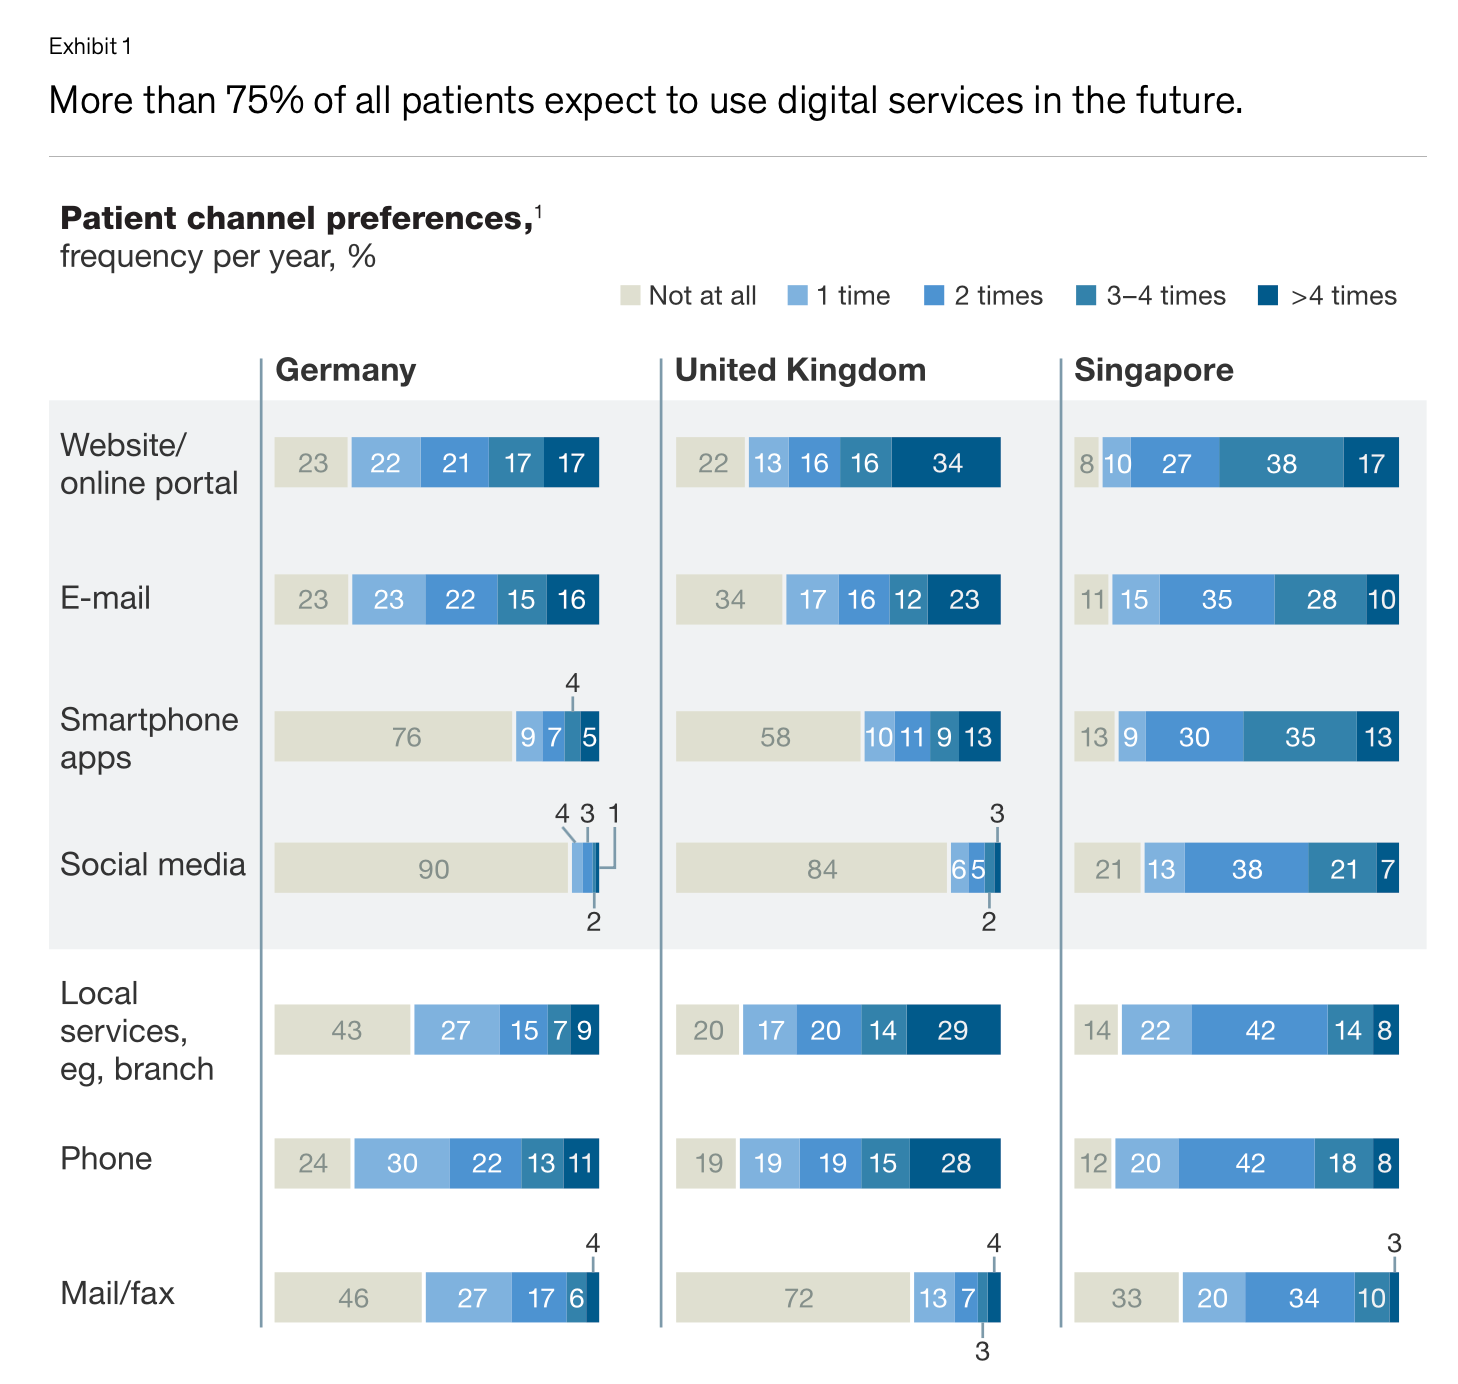 Exhibit 1
More than 75% of all patients expect to use digital services in the future.
Patient channel preferences,1
frequency per year, %
Not at all 1 time 2 times 3–4 times >4 times
Germany United Kingdom Singapore
Website/
online portal
23 22 21 17 17
22 13 16 16 34
8 10 27 38 17
E-mail
23 23 22 15 16
34 17 16 12 23
11 15 35 28 10
Smartphone
apps
76 9 7 4 5
58 10 11 9 13
13 9 30 35 13
Social media
90 4 3 2 1
84 6 5 2 3
21 13 38 21 7
Local
services,
eg, branch
43 27 15 7 9
20 17 20 14 29
14 22 42 14 8
Phone
24 30 22 13 11
19 19 19 15 28
12 20 42 18 8
Mail/fax
46 27 17 6 4
72 13 7 3 4
33 20 34 10 3